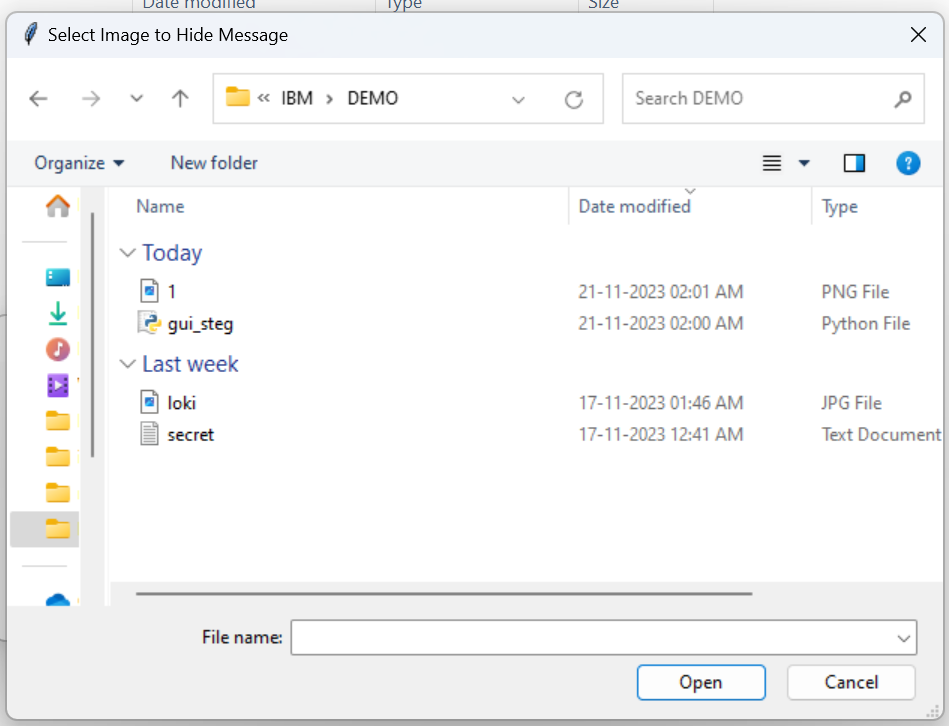 Date modified Type Size
Select Image to Hide Message
« IBM › DEMO
Search DEMO
Organize
New folder
?
Name Date modified Type
Today
1 21-11-2023 02:01 AM PNG File
gui_steg 21-11-2023 02:00 AM Python File
Last week
loki 17-11-2023 01:46 AM JPG File
secret 17-11-2023 12:41 AM Text Document
File name:
Open Cancel